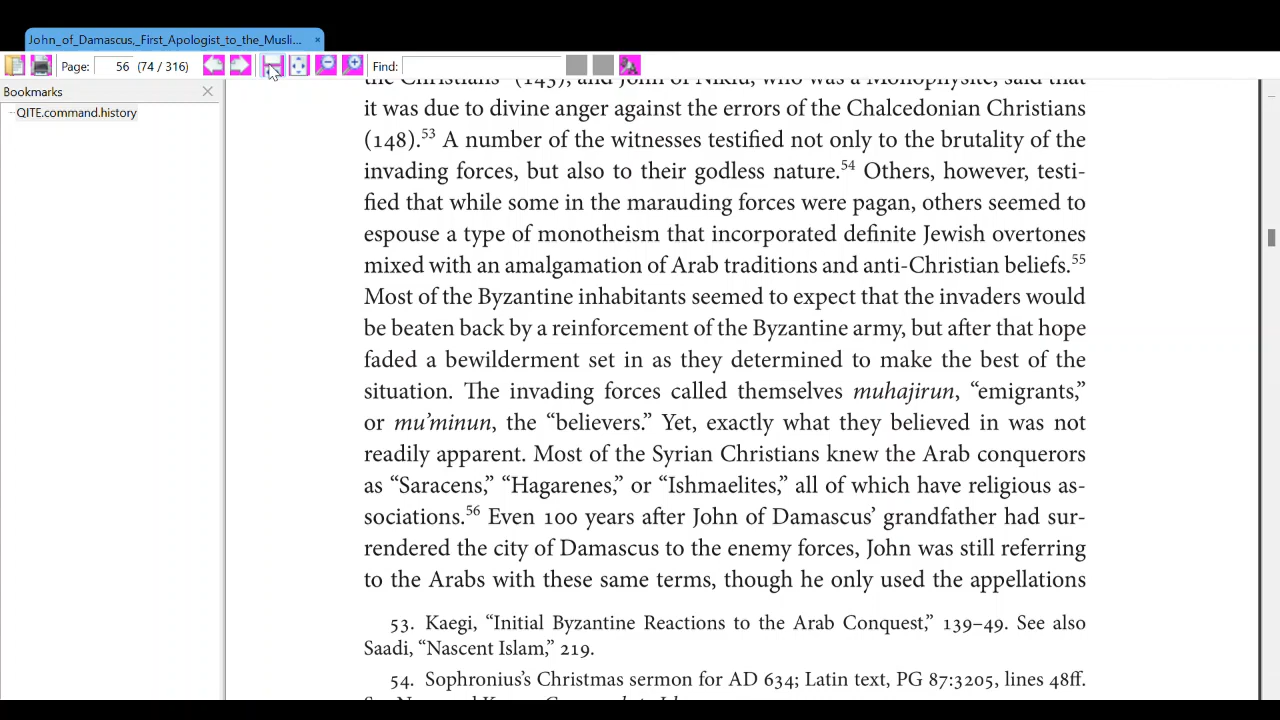 John_of_Damascus,_First_Apologist_to_the_Musli... ×
Page: 56 (74 / 316) Find:
Bookmarks
QITE.command.history
the Christians” (143), and John of Nikiu, who was a Monophysite, said that
it was due to divine anger against the errors of the Chalcedonian Christians
(148).53 A number of the witnesses testified not only to the brutality of the
invading forces, but also to their godless nature.54 Others, however, testi-
fied that while some in the marauding forces were pagan, others seemed to
espouse a type of monotheism that incorporated definite Jewish overtones
mixed with an amalgamation of Arab traditions and anti-Christian beliefs.55
Most of the Byzantine inhabitants seemed to expect that the invaders would
be beaten back by a reinforcement of the Byzantine army, but after that hope
faded a bewilderment set in as they determined to make the best of the
situation. The invading forces called themselves muhajirun, “emigrants,”
or mu’minun, the “believers.” Yet, exactly what they believed in was not
readily apparent. Most of the Syrian Christians knew the Arab conquerors
as “Saracens,” “Hagarenes,” or “Ishmaelites,” all of which have religious as-
sociations.56 Even 100 years after John of Damascus’ grandfather had sur-
rendered the city of Damascus to the enemy forces, John was still referring
to the Arabs with these same terms, though he only used the appellations
53. Kaegi, “Initial Byzantine Reactions to the Arab Conquest,” 139–49. See also
Saadi, “Nascent Islam,” 219.
54. Sophronius’s Christmas sermon for AD 634; Latin text, PG 87:3205, lines 48ff.